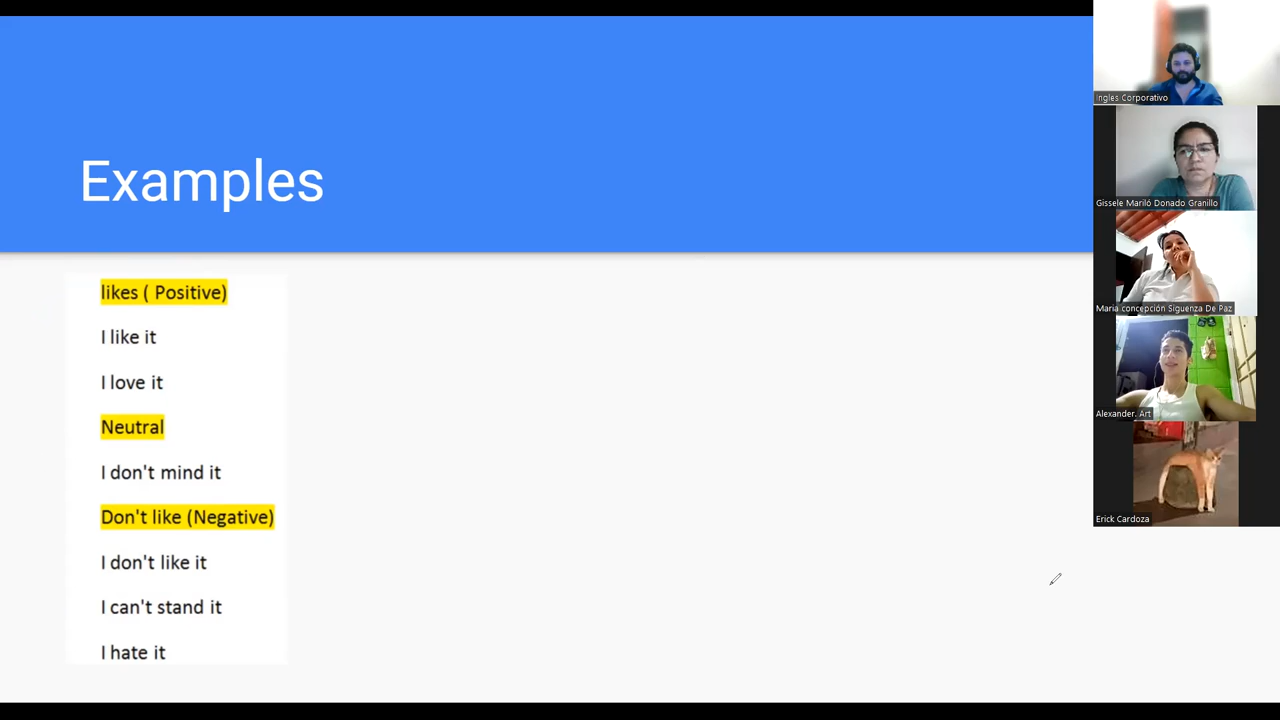 Examples
likes ( Positive)
I like it
I love it
Neutral
I don't mind it
Don't like (Negative)
I don't like it
I can't stand it
I hate it
Ingles Corporativo
Gissele Mariló Donado Granillo
Maria concepción Siguenza De Paz
Alexander. Art
Erick Cardoza